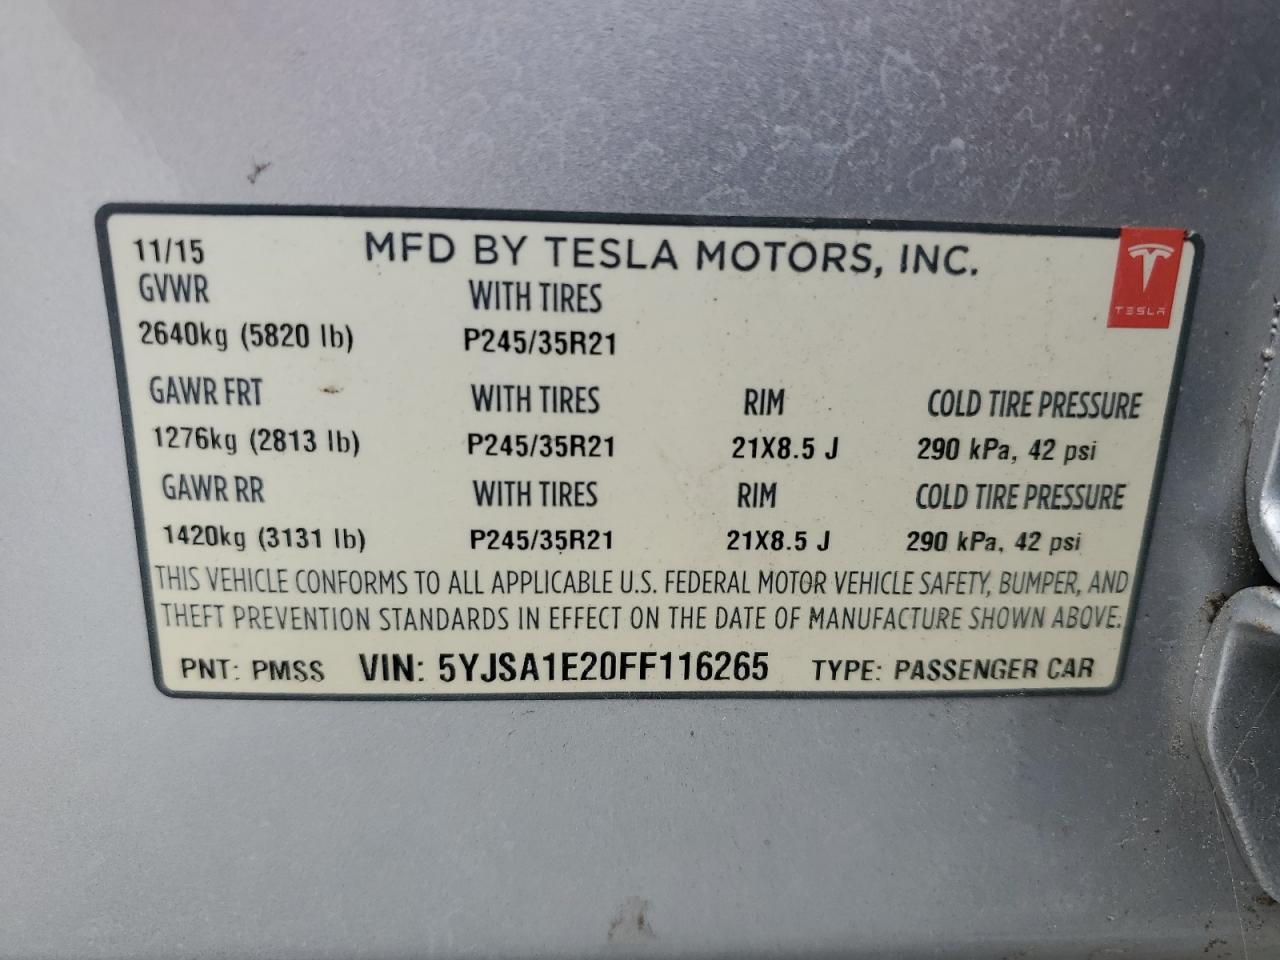 11/15 MFD BY TESLA MOTORS, INC.
TESLA
GVWR WITH TIRES
2640kg (5820 lb) P245/35R21
GAWR FRT WITH TIRES RIM COLD TIRE PRESSURE
1276kg (2813 lb) P245/35R21 21X8.5 J 290 kPa, 42 psi
GAWR RR WITH TIRES RIM COLD TIRE PRESSURE
1420kg (3131 lb) P245/35R21 21X8.5 J 290 kPa, 42 psi
THIS VEHICLE CONFORMS TO ALL APPLICABLE U.S. FEDERAL MOTOR VEHICLE SAFETY, BUMPER, AND
THEFT PREVENTION STANDARDS IN EFFECT ON THE DATE OF MANUFACTURE SHOWN ABOVE.
PNT: PMSS VIN: 5YJSA1E20FF116265 TYPE: PASSENGER CAR